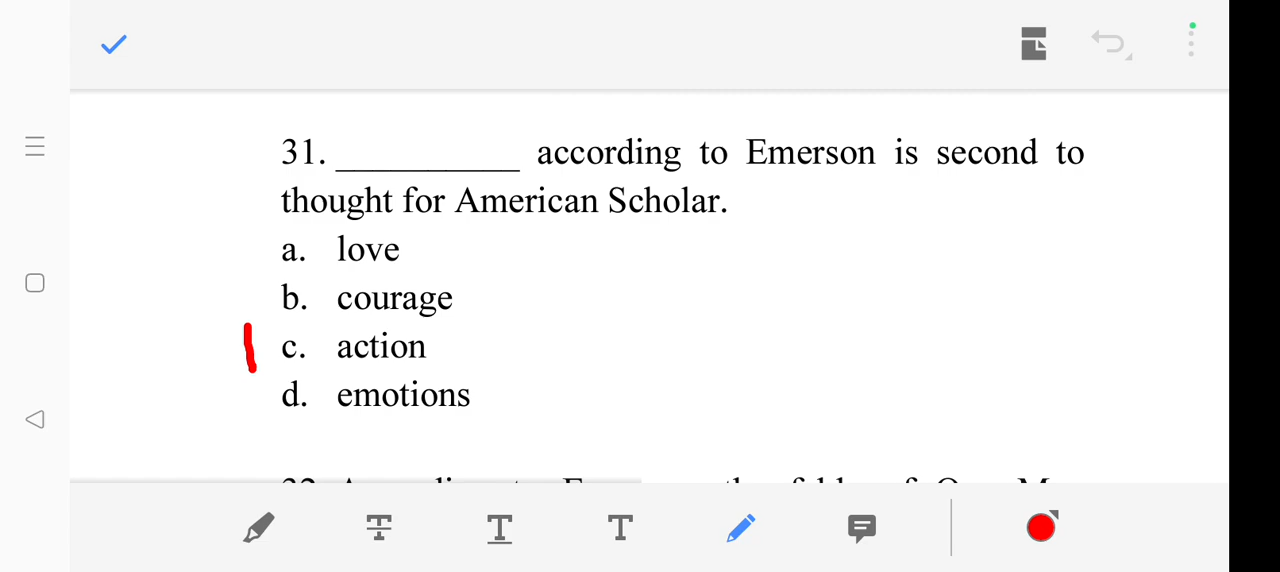 31. __________ according to Emerson is second to
thought for American Scholar.
a. love
b. courage
c. action
d. emotions